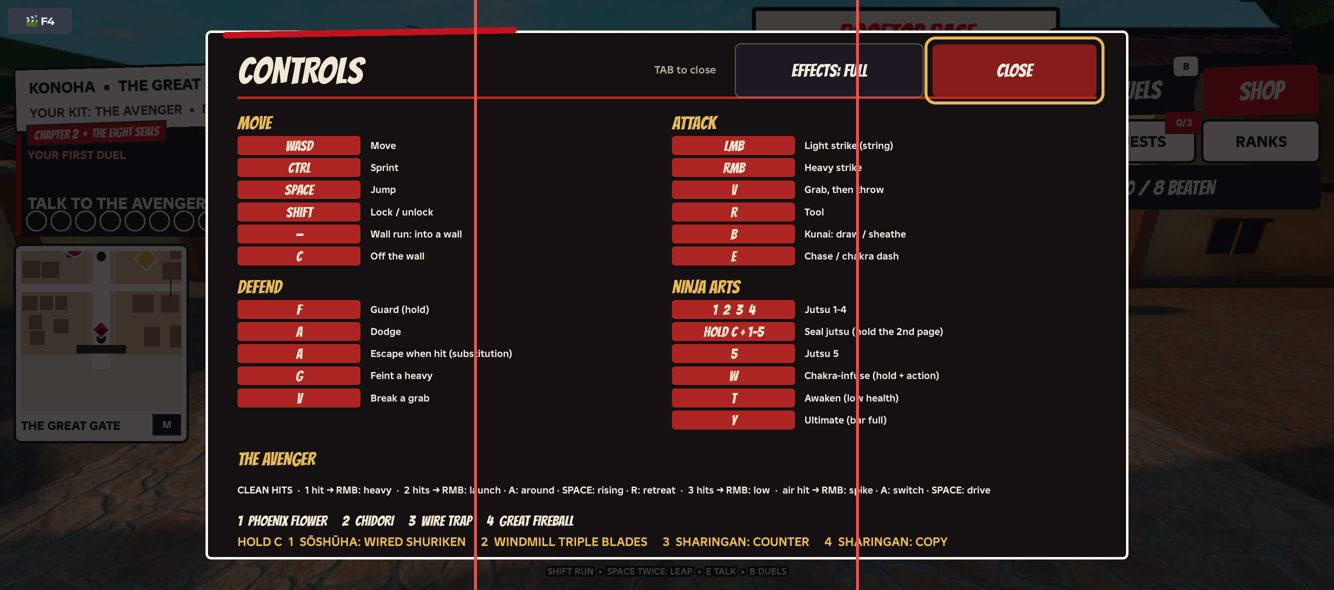 F4
ROOFTOP RACE
KONOHA ▪ THE GREAT
YOUR KIT: THE AVENGER ▪
CHAPTER 2 ▪ THE EIGHT SEALS
YOUR FIRST DUEL
TALK TO THE AVENGER
THE GREAT GATE M
CONTROLS
TAB to close
EFFECTS: FULL
CLOSE
MOVE
WASD Move
CTRL Sprint
SPACE Jump
SHIFT Lock / unlock
– Wall run: into a wall
C Off the wall
DEFEND
F Guard (hold)
A Dodge
A Escape when hit (substitution)
G Feint a heavy
V Break a grab
ATTACK
LMB Light strike (string)
RMB Heavy strike
V Grab, then throw
R Tool
B Kunai: draw / sheathe
E Chase / chakra dash
NINJA ARTS
1 2 3 4 Jutsu 1-4
HOLD C + 1-5 Seal jutsu (hold the 2nd page)
5 Jutsu 5
W Chakra-infuse (hold + action)
T Awaken (low health)
Y Ultimate (bar full)
THE AVENGER
CLEAN HITS · 1 hit → RMB: heavy · 2 hits → RMB: launch · A: around · SPACE: rising · R: retreat · 3 hits → RMB: low · air hit → RMB: spike · A: switch · SPACE: drive
1 PHOENIX FLOWER 2 CHIDORI 3 WIRE TRAP 4 GREAT FIREBALL
HOLD C 1 SŌSHŪHA: WIRED SHURIKEN 2 WINDMILL TRIPLE BLADES 3 SHARINGAN: COUNTER 4 SHARINGAN: COPY
B
UELS
SHOP
0/3
ESTS
RANKS
/ 8 BEATEN
SHIFT RUN ▪ SPACE TWICE: LEAP ▪ E TALK ▪ B DUELS